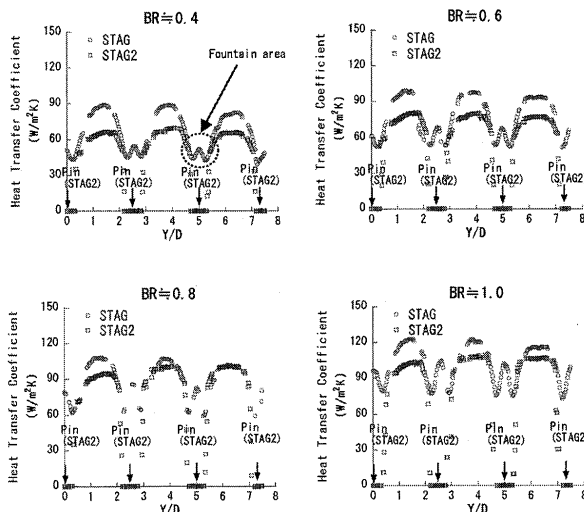 BR≒0.4
Heat Transfer Coefficient
(W/m²K)
150
120
90
60
30
0
STAG
STAG2
Fountain area
Pin
(STAG2)
Pin
(STAG2)
Pin
(STAG2)
Pin
(STAG2)
0 1 2 3 4 5 6 7 8
Y/D
BR≒0.6
Heat Transfer Coefficient
(W/m²K)
150
120
90
60
30
0
STAG
STAG2
Pin
(STAG2)
Pin
(STAG2)
Pin
(STAG2)
Pin
(STAG2)
0 1 2 3 4 5 6 7 8
Y/D
BR≒0.8
Heat Transfer Coefficient
(W/m²K)
150
120
90
60
30
0
STAG
STAG2
Pin
(STAG2)
Pin
(STAG2)
Pin
(STAG2)
Pin
(STAG2)
0 1 2 3 4 5 6 7 8
Y/D
BR≒1.0
Heat Transfer Coefficient
(W/m²K)
150
120
90
60
30
0
STAG
STAG2
Pin
(STAG2)
Pin
(STAG2)
Pin
(STAG2)
Pin
(STAG2)
0 1 2 3 4 5 6 7 8
Y/D